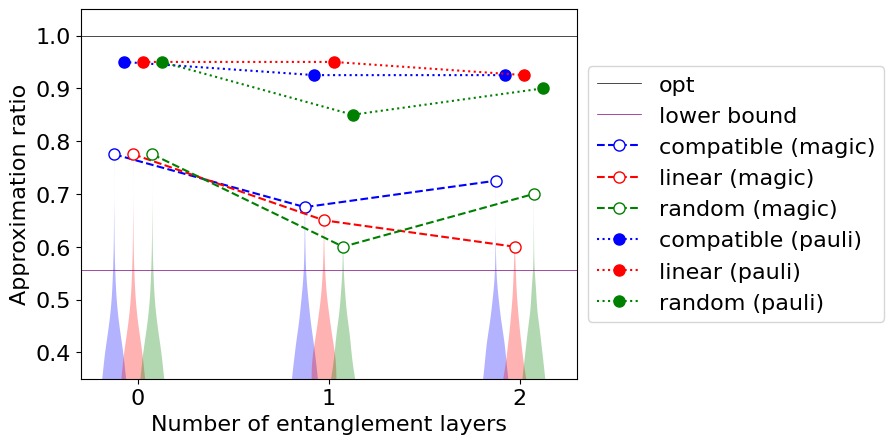 1.0
0.9
0.8
0.7
0.6
0.5
0.4
Approximation ratio
0
1
2
Number of entanglement layers
opt
lower bound
compatible (magic)
linear (magic)
random (magic)
compatible (pauli)
linear (pauli)
random (pauli)